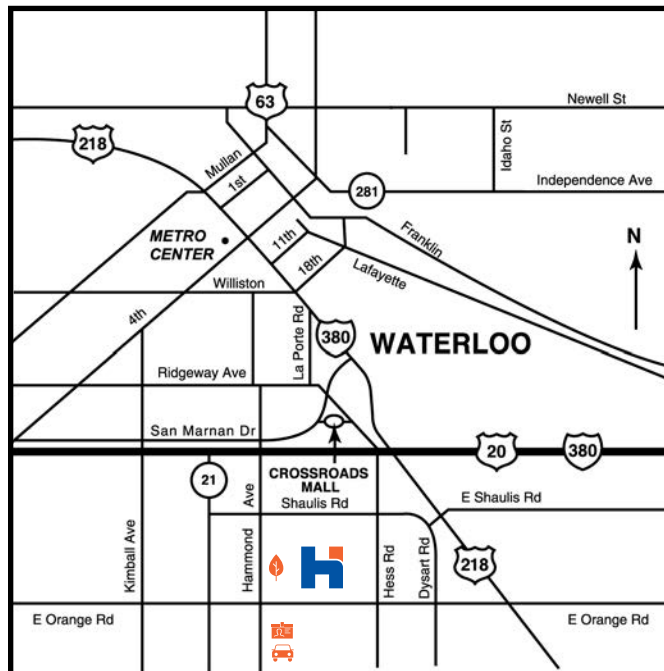 63
Newell St
218
Idaho St
Mullan
1st
281
Independence Ave
METRO
CENTER
11th
18th
Franklin
N
Lafayette
Williston
4th
La Porte Rd
380
WATERLOO
Ridgeway Ave
San Marnan Dr
20
380
21
CROSSROADS
MALL
Shaulis Rd
E Shaulis Rd
Kimball Ave
Hammond Ave
H
Hess Rd
Dysart Rd
218
E Orange Rd
E Orange Rd